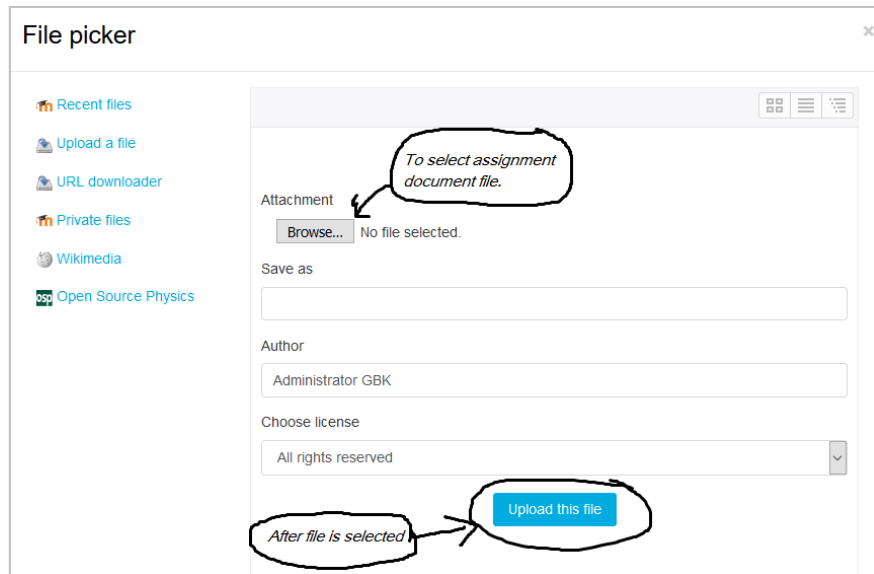 File picker
×
Recent files
Upload a file
URL downloader
Private files
Wikimedia
osp Open Source Physics
To select assignment
document file.
Attachment
Browse... No file selected.
Save as
Author
Administrator GBK
Choose license
All rights reserved
Upload this file
After file is selected